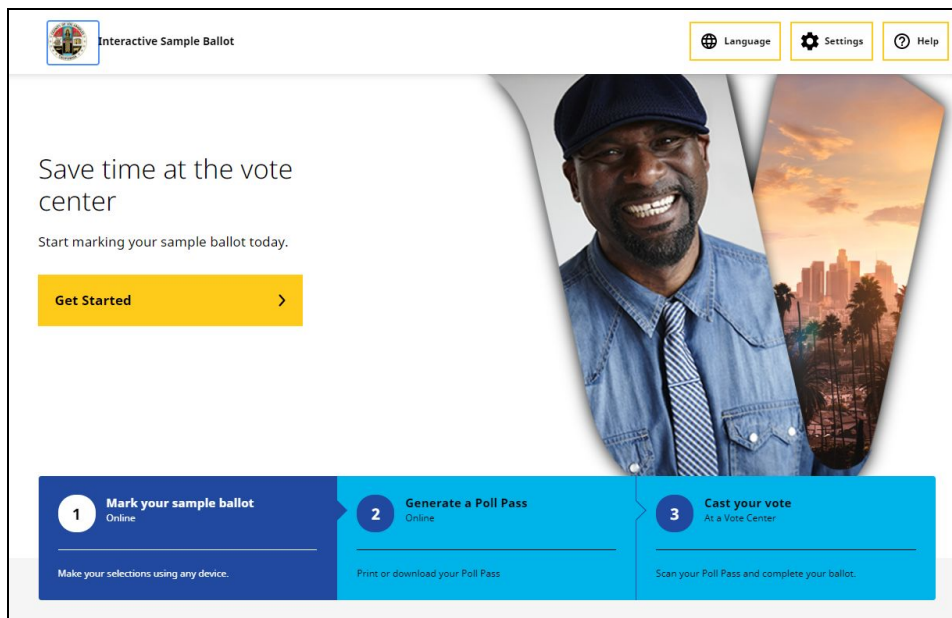 Interactive Sample Ballot
Language
Settings
Help
Save time at the vote
center
Start marking your sample ballot today.
Get Started
1
Mark your sample ballot
Online
Make your selections using any device.
2
Generate a Poll Pass
Online
Print or download your Poll Pass
3
Cast your vote
At a Vote Center
Scan your Poll Pass and complete your ballot.